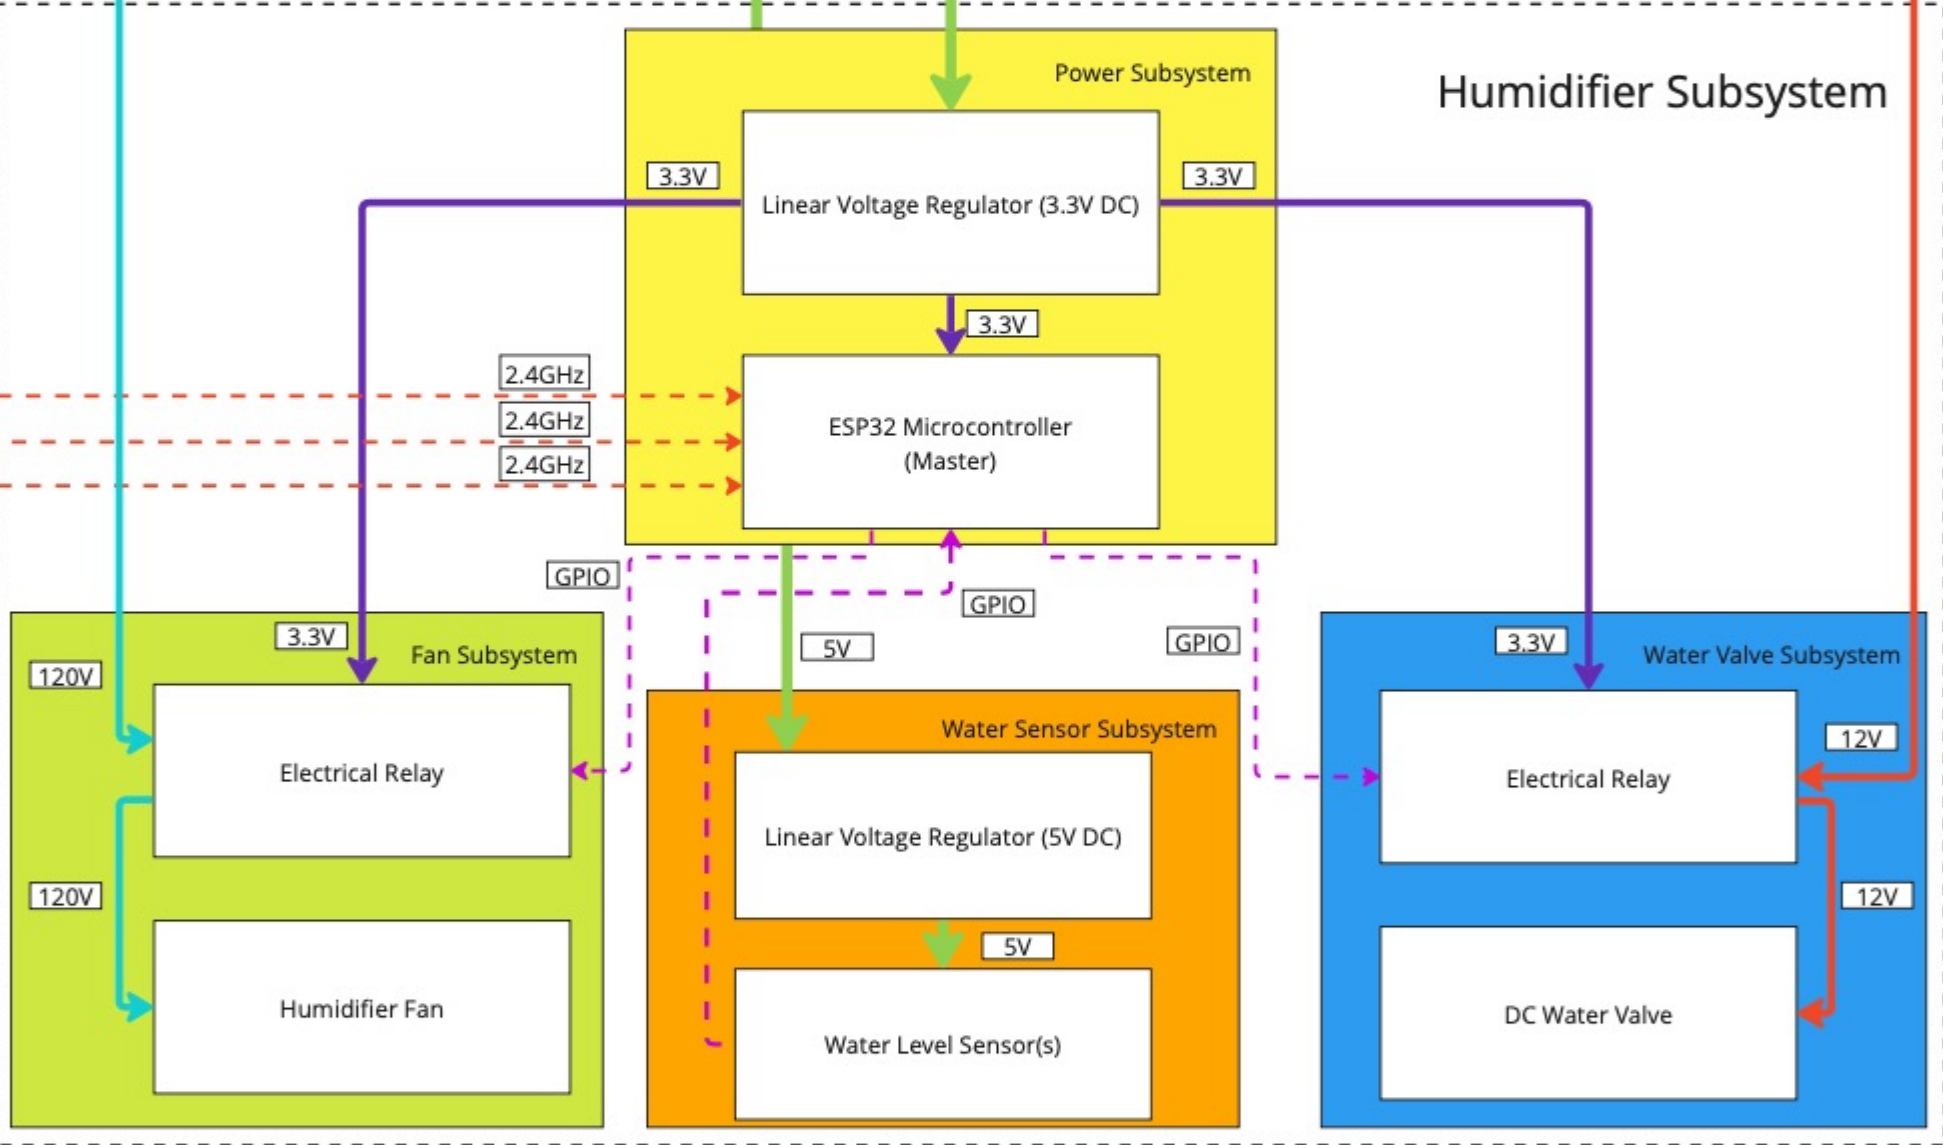 Power Subsystem
Humidifier Subsystem
3.3V
3.3V
Linear Voltage Regulator (3.3V DC)
3.3V
2.4GHz
2.4GHz
2.4GHz
ESP32 Microcontroller
(Master)
GPIO
GPIO
GPIO
5V
3.3V
Fan Subsystem
120V
Electrical Relay
120V
Humidifier Fan
Water Sensor Subsystem
Linear Voltage Regulator (5V DC)
5V
Water Level Sensor(s)
3.3V
Water Valve Subsystem
12V
Electrical Relay
12V
DC Water Valve